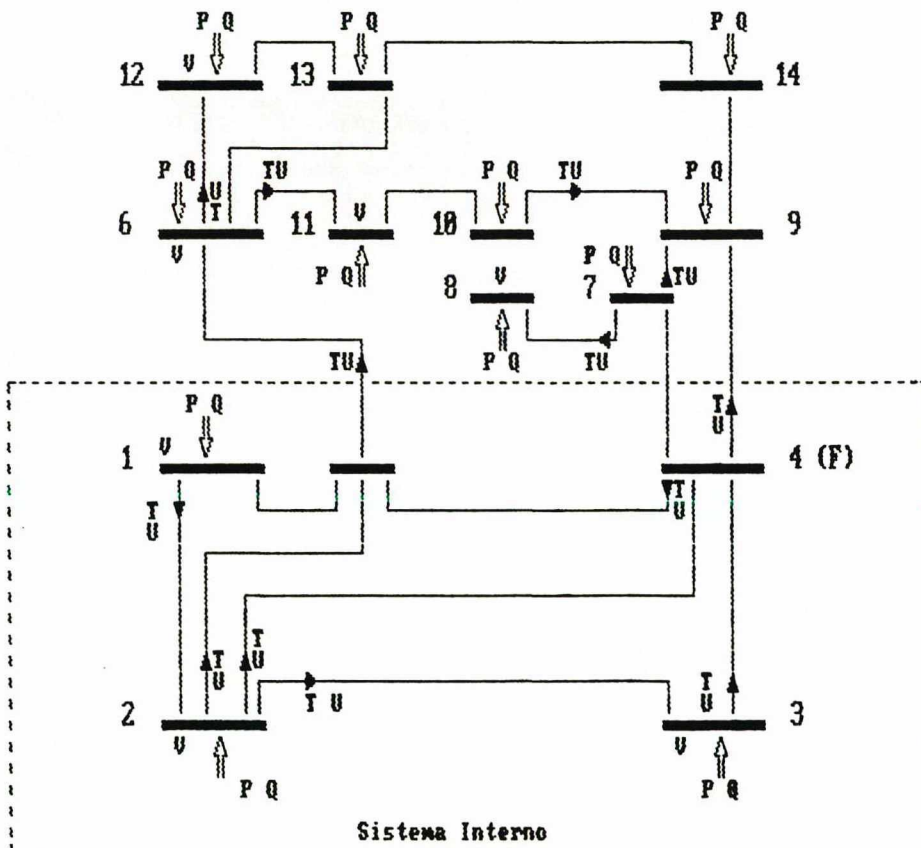 P Q P Q P Q
12 V 13 14
P Q U TU TU P Q
T
6 11 V 10 9
V P Q P Q P Q
8 V 7 TU
P Q TU
TU
P Q T
U
1 V 4 (F)
T T
U U
T T
U U
T U T
U
2 3
V V
P Q P Q
Sistema Interno